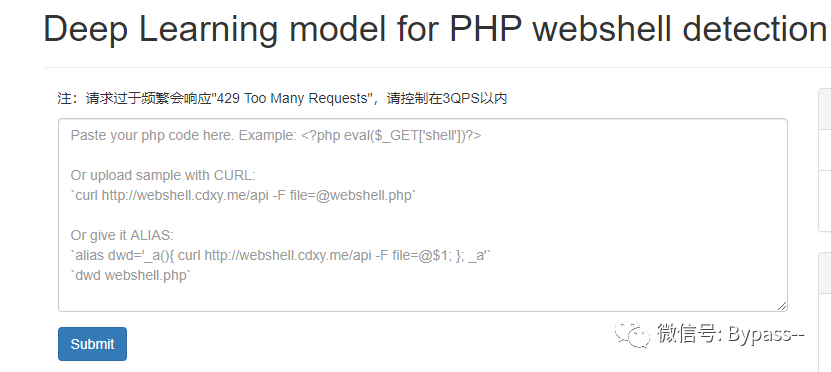 Deep Learning model for PHP webshell detection
注：请求过于频繁会响应"429 Too Many Requests"，请控制在3QPS以内
Paste your php code here. Example: <?php eval($_GET['shell'])?>
Or upload sample with CURL:
`curl http://webshell.cdxy.me/api -F file=@webshell.php`
Or give it ALIAS:
`alias dwd='_a(){ curl http://webshell.cdxy.me/api -F file=@$1; }; _a'`
`dwd webshell.php`
Submit
微信号: Bypass--